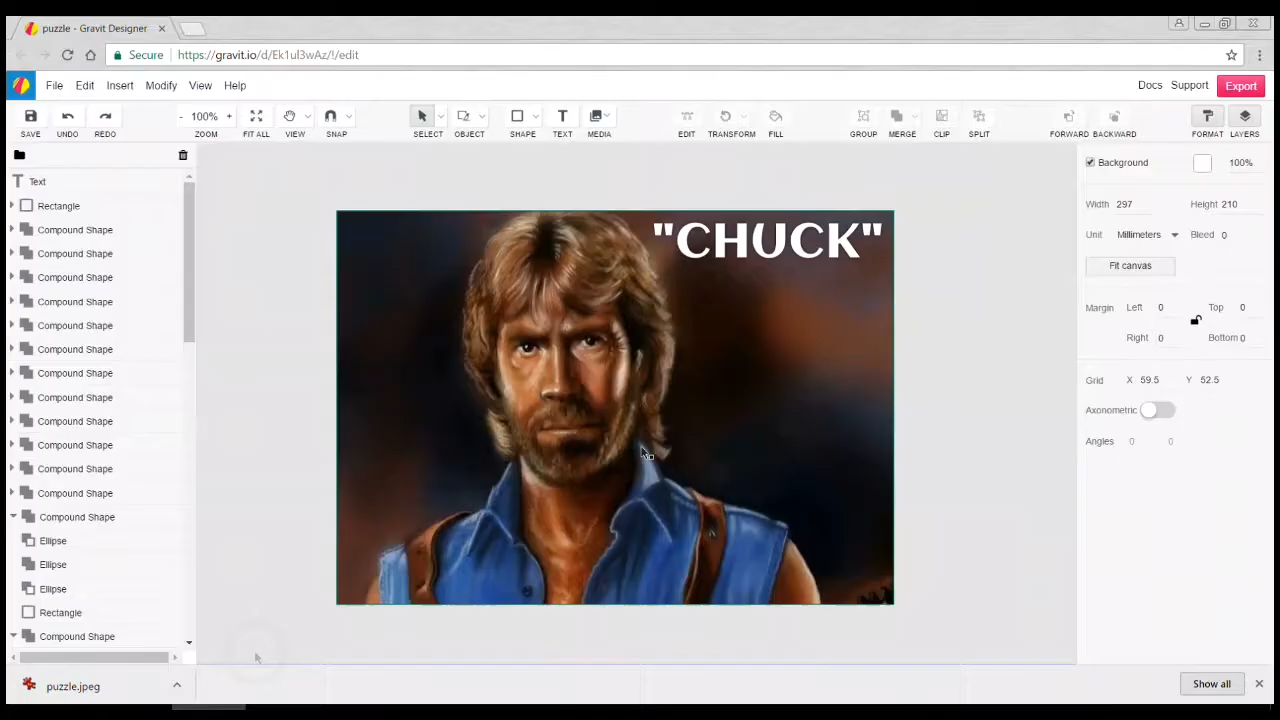 puzzle - Gravit Designer
Secure https://gravit.io/d/Ek1ul3wAz/!/edit
File Edit Insert Modify View Help Docs Support Export
- 100% +
SAVE UNDO REDO ZOOM FIT ALL VIEW SNAP SELECT OBJECT SHAPE TEXT MEDIA EDIT TRANSFORM FILL GROUP MERGE CLIP SPLIT FORWARD BACKWARD FORMAT LAYERS
Background 100%
Text
Rectangle
Compound Shape
Compound Shape
Compound Shape
Compound Shape
Compound Shape
Compound Shape
Compound Shape
Compound Shape
Compound Shape
Compound Shape
Compound Shape
Compound Shape
Compound Shape
Ellipse
Ellipse
Ellipse
Rectangle
Compound Shape
"CHUCK"
Width 297 Height 210
Unit Millimeters Bleed 0
Fit canvas
Margin Left 0 Top 0
Right 0 Bottom 0
Grid X 59.5 Y 52.5
Axonometric
Angles 0 0
puzzle.jpeg
Show all